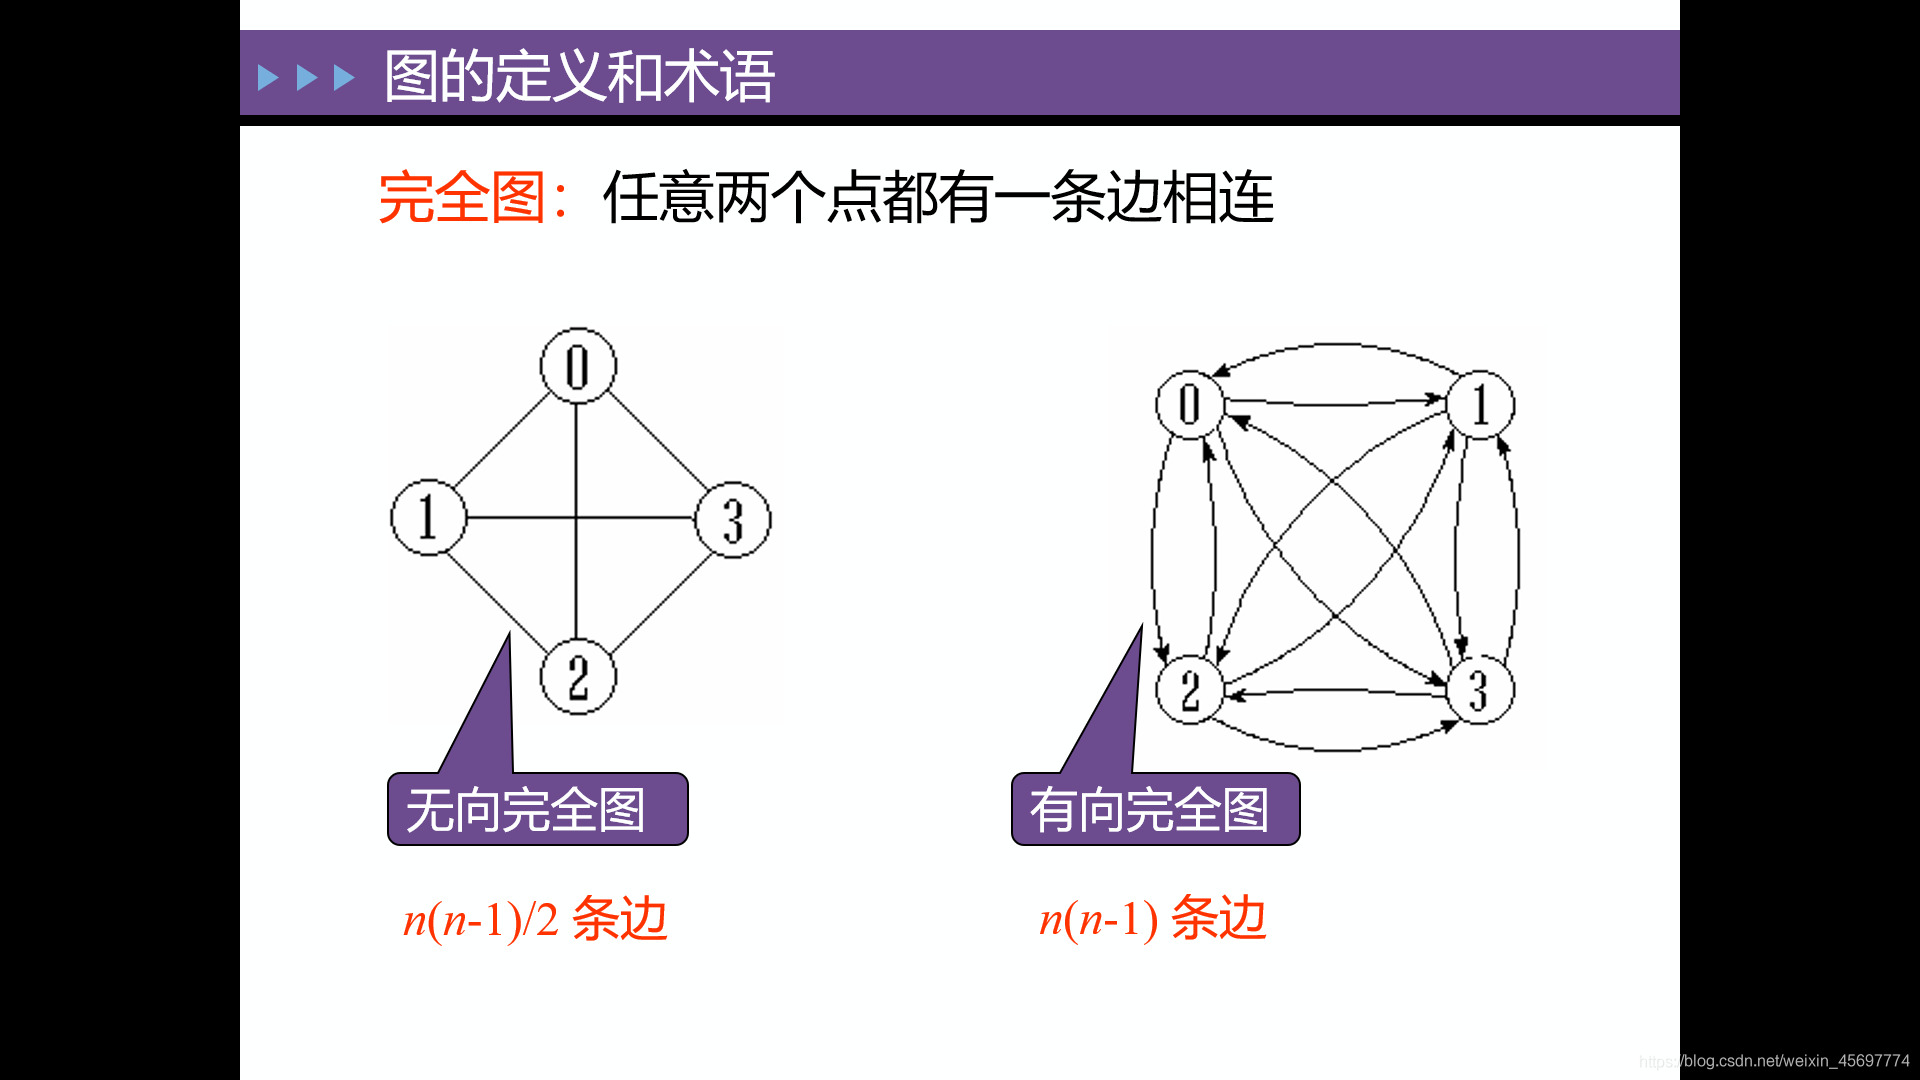 图的定义和术语
完全图：任意两个点都有一条边相连
0
1
3
2
0
1
2
3
无向完全图
有向完全图
n(n-1)/2 条边
n(n-1) 条边
https://blog.csdn.net/weixin_45697774